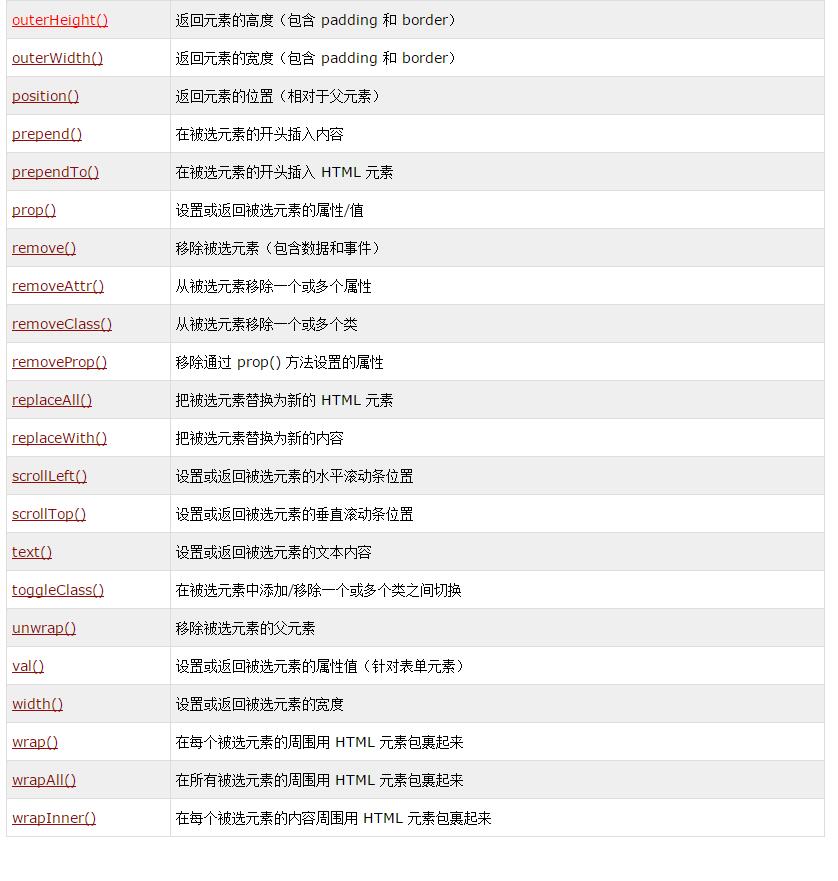 outerHeight() 返回元素的高度（包含 padding 和 border）
outerWidth() 返回元素的宽度（包含 padding 和 border）
position() 返回元素的位置（相对于父元素）
prepend() 在被选元素的开头插入内容
prependTo() 在被选元素的开头插入 HTML 元素
prop() 设置或返回被选元素的属性/值
remove() 移除被选元素（包含数据和事件）
removeAttr() 从被选元素移除一个或多个属性
removeClass() 从被选元素移除一个或多个类
removeProp() 移除通过 prop() 方法设置的属性
replaceAll() 把被选元素替换为新的 HTML 元素
replaceWith() 把被选元素替换为新的内容
scrollLeft() 设置或返回被选元素的水平滚动条位置
scrollTop() 设置或返回被选元素的垂直滚动条位置
text() 设置或返回被选元素的文本内容
toggleClass() 在被选元素中添加/移除一个或多个类之间切换
unwrap() 移除被选元素的父元素
val() 设置或返回被选元素的属性值（针对表单元素）
width() 设置或返回被选元素的宽度
wrap() 在每个被选元素的周围用 HTML 元素包裹起来
wrapAll() 在所有被选元素的周围用 HTML 元素包裹起来
wrapInner() 在每个被选元素的内容周围用 HTML 元素包裹起来